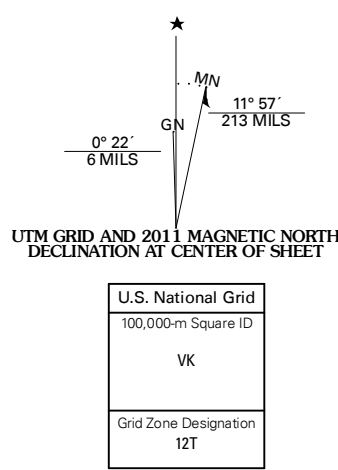 MN
GN
11° 57´
213 MILS
0° 22´
6 MILS
UTM GRID AND 2011 MAGNETIC NORTH
DECLINATION AT CENTER OF SHEET
U.S. National Grid
100,000-m Square ID
VK
Grid Zone Designation
12T